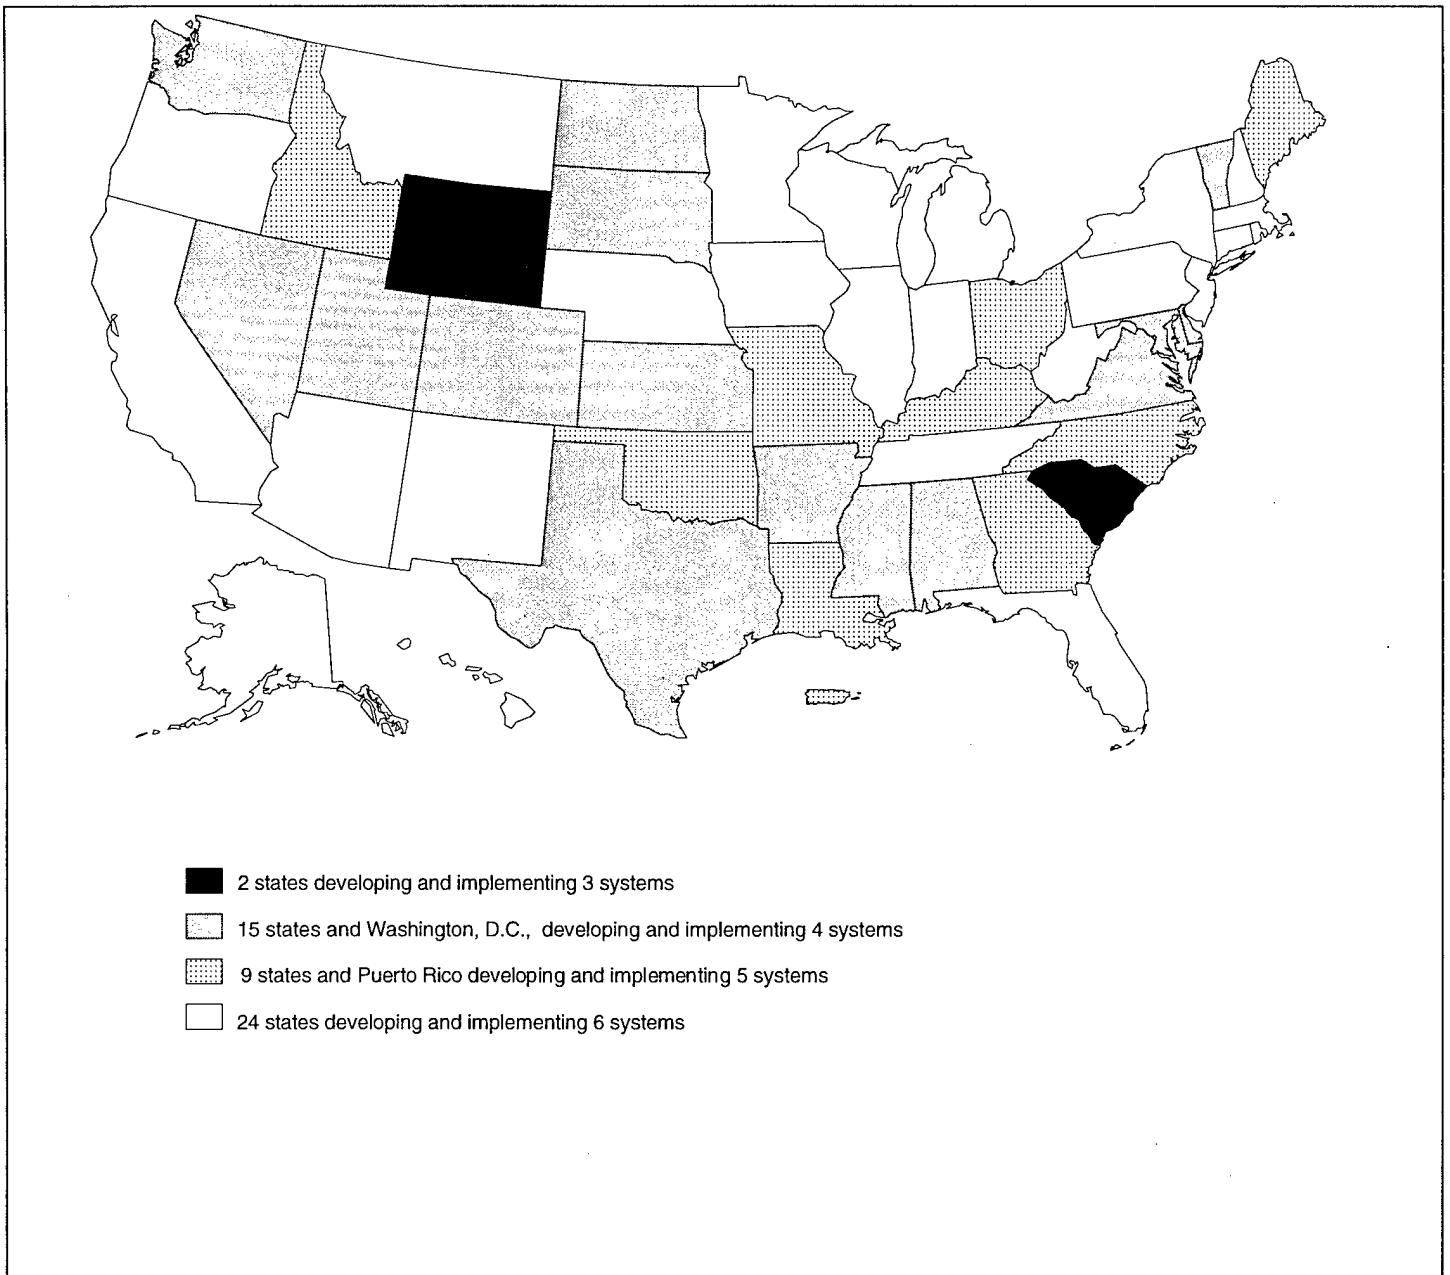 2 states developing and implementing 3 systems
15 states and Washington, D.C., developing and implementing 4 systems
9 states and Puerto Rico developing and implementing 5 systems
24 states developing and implementing 6 systems